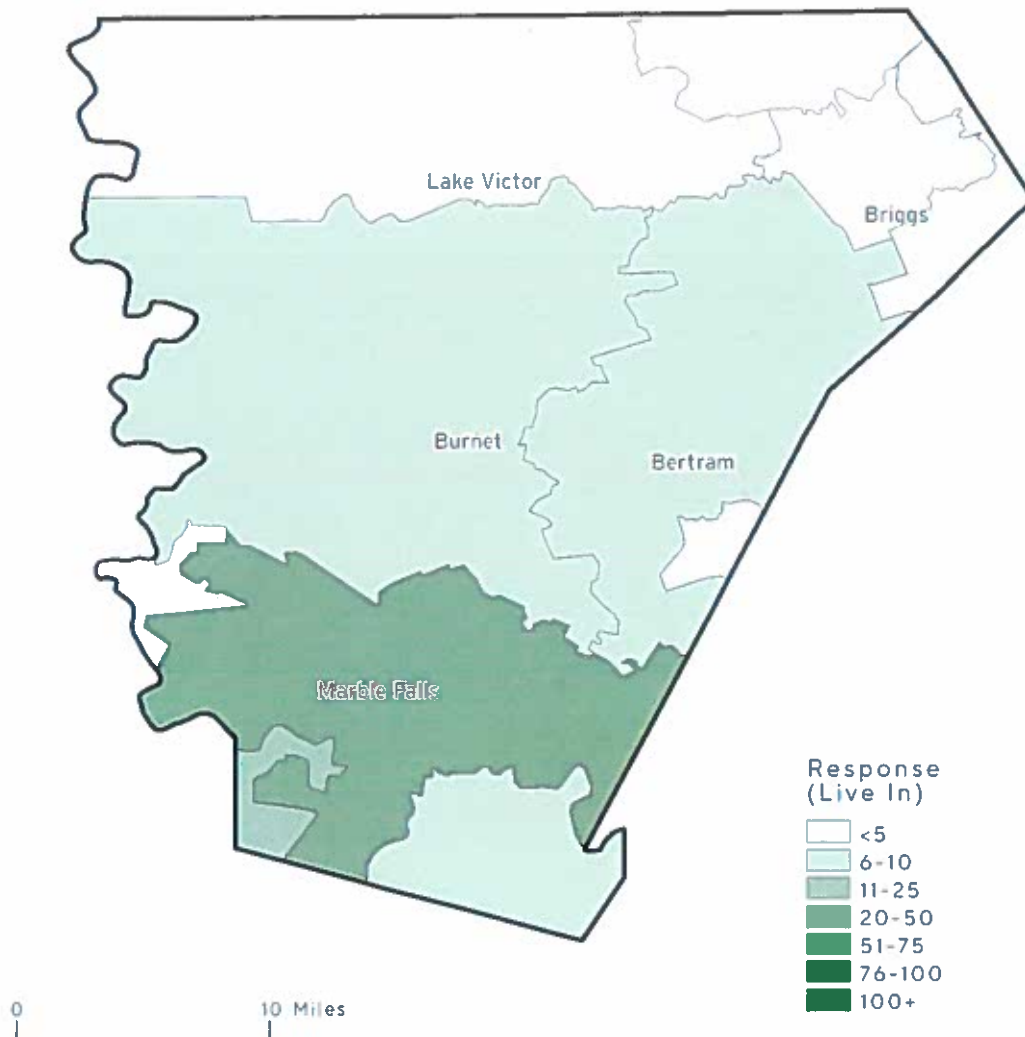 Lake Victor
Briggs
Burnet
Bertram
Marble Falls
Response
(Live In)
<5
6-10
11-25
20-50
51-75
76-100
100+
0
10 Miles